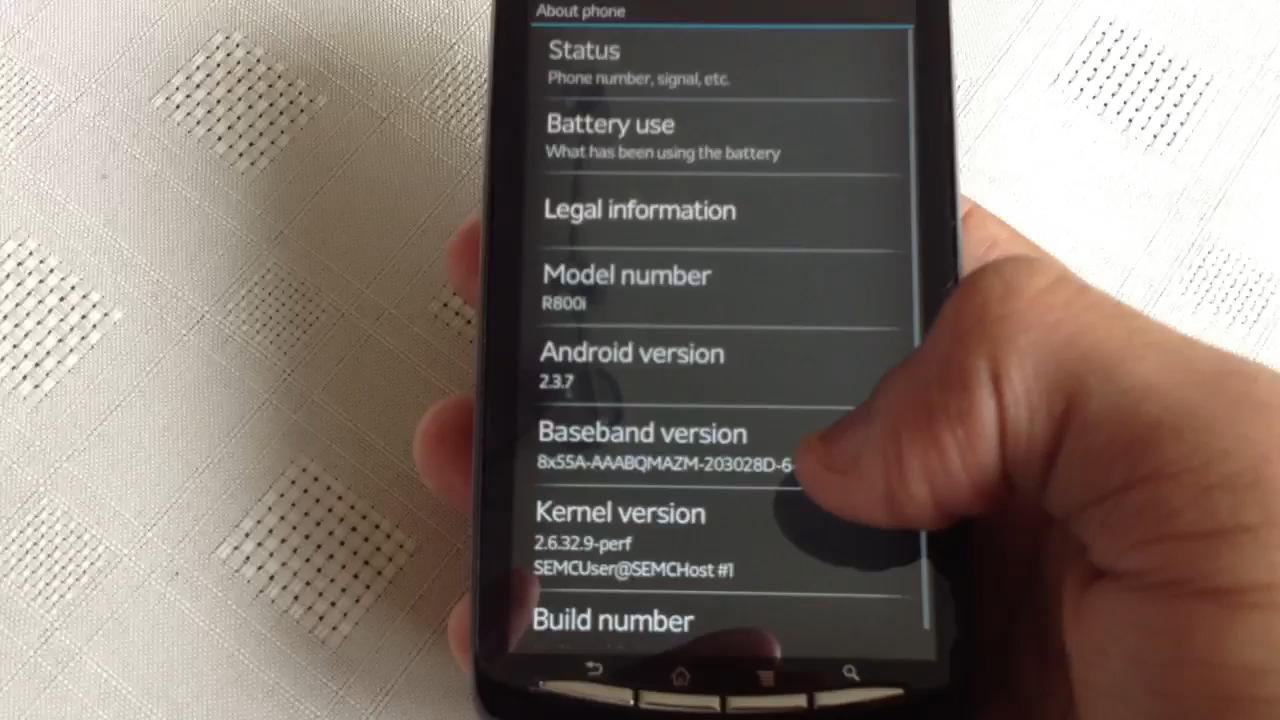 About phone
Status
Phone number, signal, etc.
Battery use
What has been using the battery
Legal information
Model number
R800i
Android version
2.3.7
Baseband version
8x55A-AAABQMAZM-203028D-6
Kernel version
2.6.32.9-perf
SEMCUser@SEMCHost #1
Build number